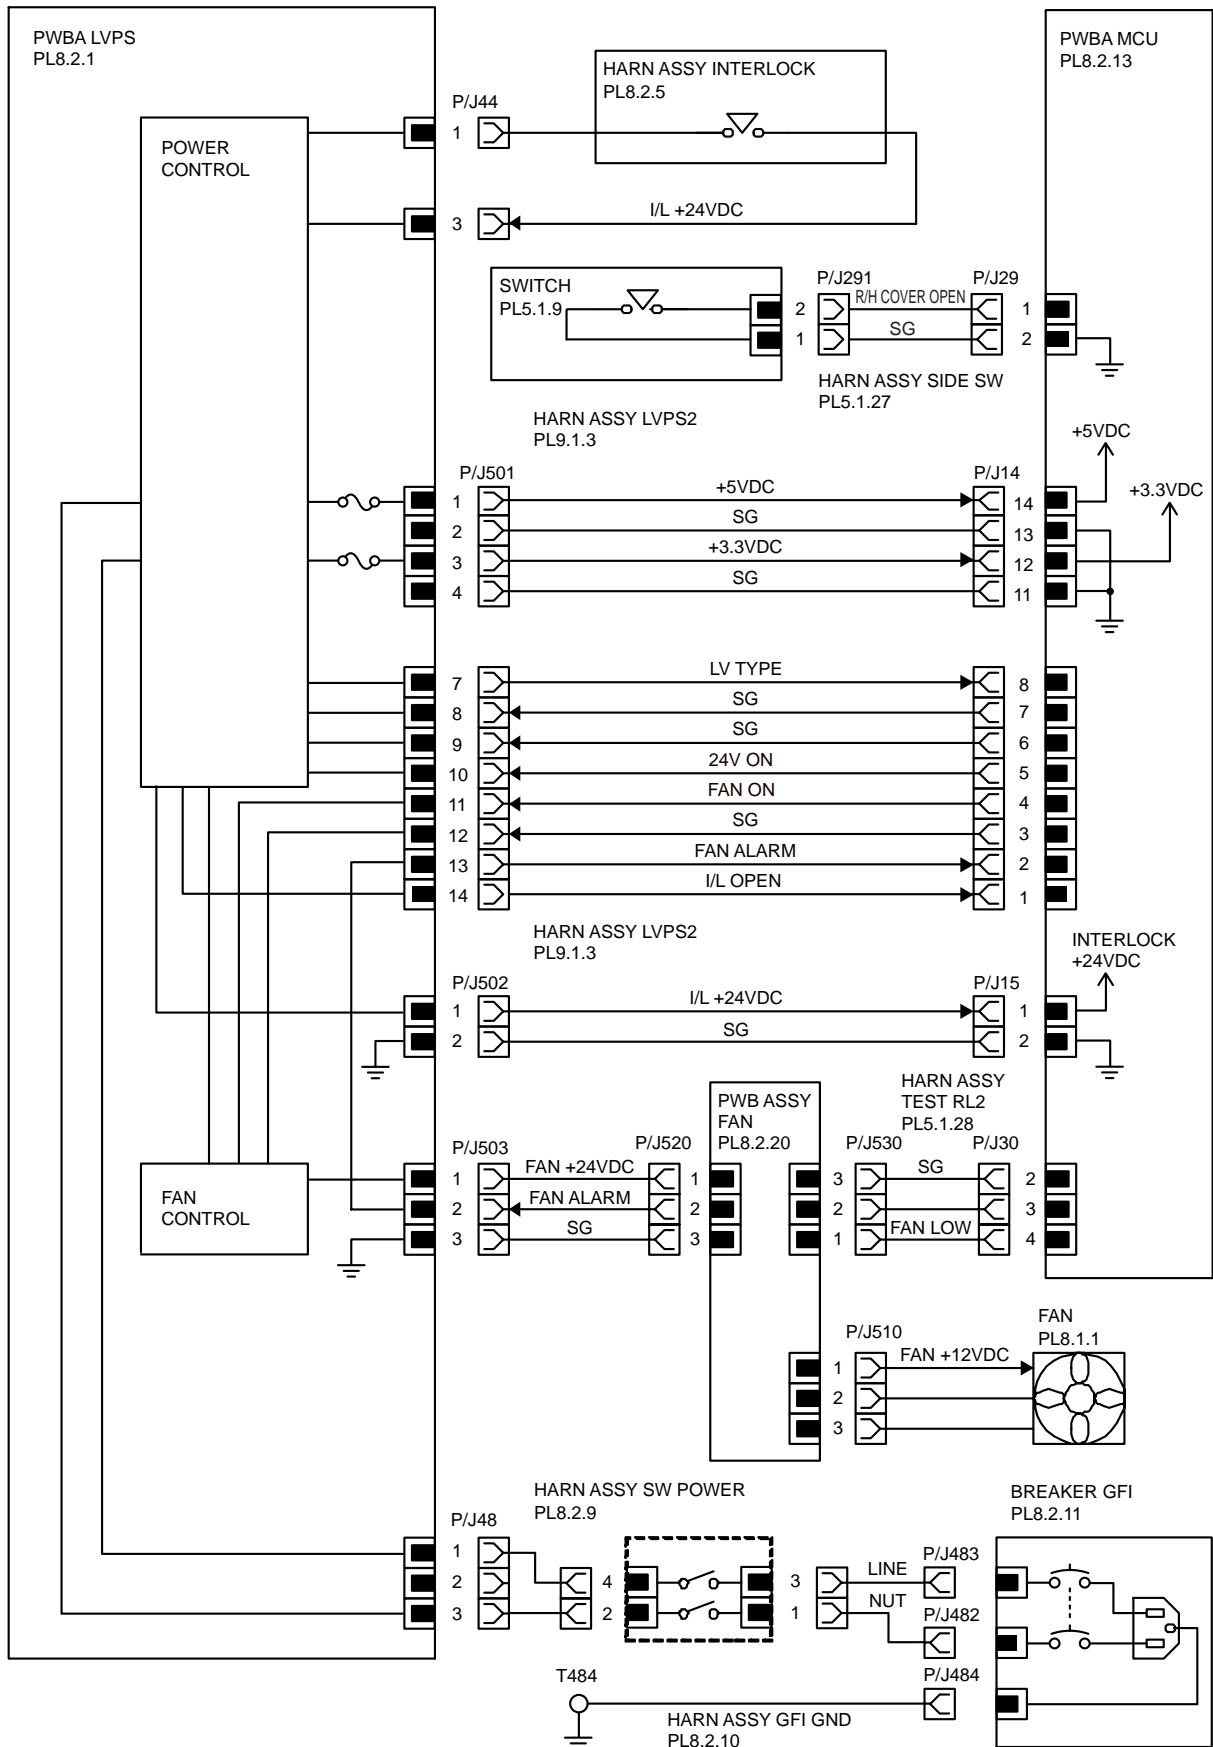 PWBA LVPS
PL8.2.1
PWBA MCU
PL8.2.13
HARN ASSY INTERLOCK
PL8.2.5
P/J44
1
POWER
CONTROL
3
I/L +24VDC
SWITCH
PL5.1.9
P/J291
P/J29
2
R/H COVER OPEN
1
1
SG
2
HARN ASSY SIDE SW
PL5.1.27
HARN ASSY LVPS2
PL9.1.3
+5VDC
+3.3VDC
P/J501
P/J14
1
+5VDC
14
2
SG
13
3
+3.3VDC
12
4
SG
11
7
LV TYPE
8
8
SG
7
9
SG
6
10
24V ON
5
11
FAN ON
4
12
SG
3
13
FAN ALARM
2
14
I/L OPEN
1
HARN ASSY LVPS2
PL9.1.3
INTERLOCK
+24VDC
P/J502
P/J15
1
I/L +24VDC
1
2
SG
2
PWB ASSY
FAN
PL8.2.20
HARN ASSY
TEST RL2
PL5.1.28
P/J503
P/J520
P/J530
P/J30
FAN
CONTROL
1
FAN +24VDC
1
3
SG
2
2
FAN ALARM
2
2
3
3
SG
3
1
FAN LOW
4
FAN
PL8.1.1
P/J510
1
FAN +12VDC
2
3
HARN ASSY SW POWER
PL8.2.9
BREAKER GFI
PL8.2.11
P/J48
1
2
3
4
2
3
1
LINE
NUT
P/J483
P/J482
T484
P/J484
HARN ASSY GFI GND
PL8.2.10